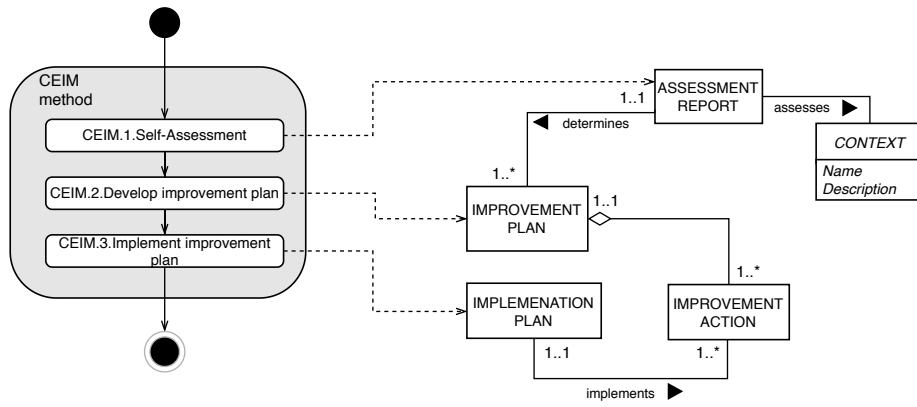 CEIM
method
CEIM.1.Self-Assessment
CEIM.2.Develop improvement plan
CEIM.3.Implement improvement
plan
ASSESSMENT
REPORT
1..1
determines
assesses
CONTEXT
Name
Description
1..*
IMPROVEMENT
PLAN
1..1
1..*
IMPLEMENATION
PLAN
IMPROVEMENT
ACTION
1..1
1..*
implements